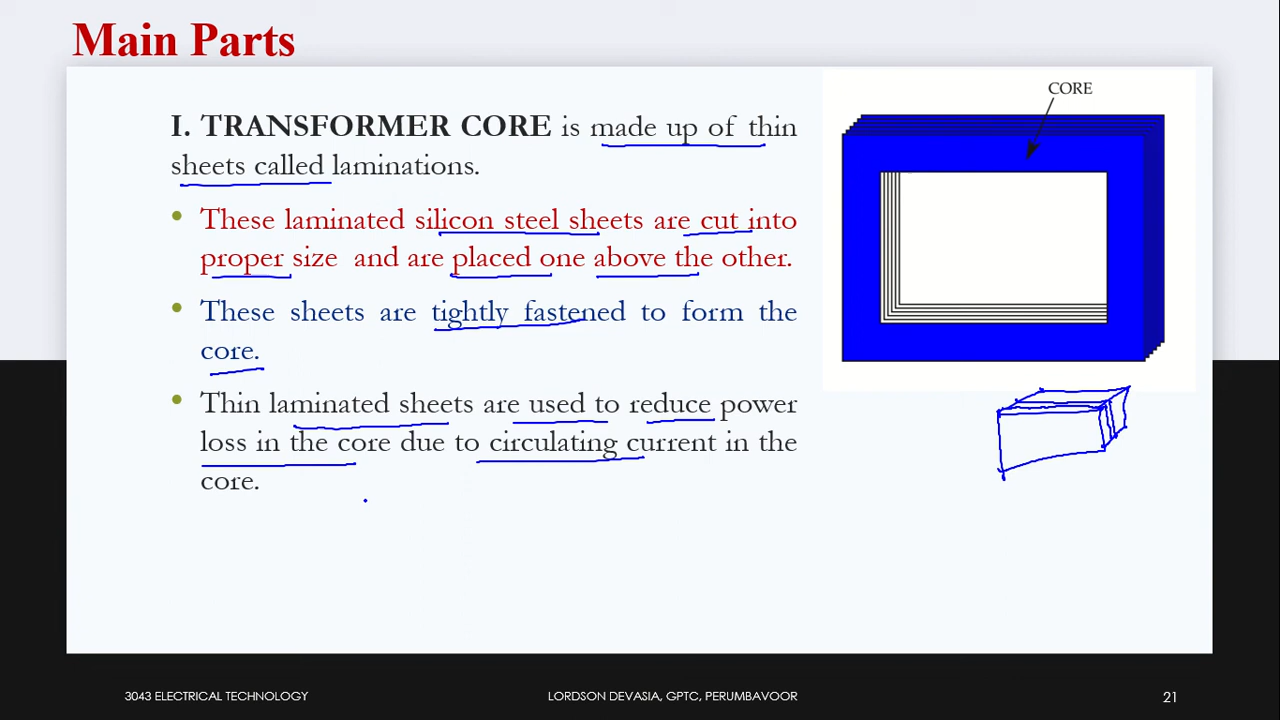 Main Parts
CORE
I. TRANSFORMER CORE is made up of thin
sheets called laminations.
• These laminated silicon steel sheets are cut into
proper size and are placed one above the other.
• These sheets are tightly fastened to form the
core.
• Thin laminated sheets are used to reduce power
loss in the core due to circulating current in the
core.
3043 ELECTRICAL TECHNOLOGY
LORDSON DEVASIA, GPTC, PERUMBAVOOR
21